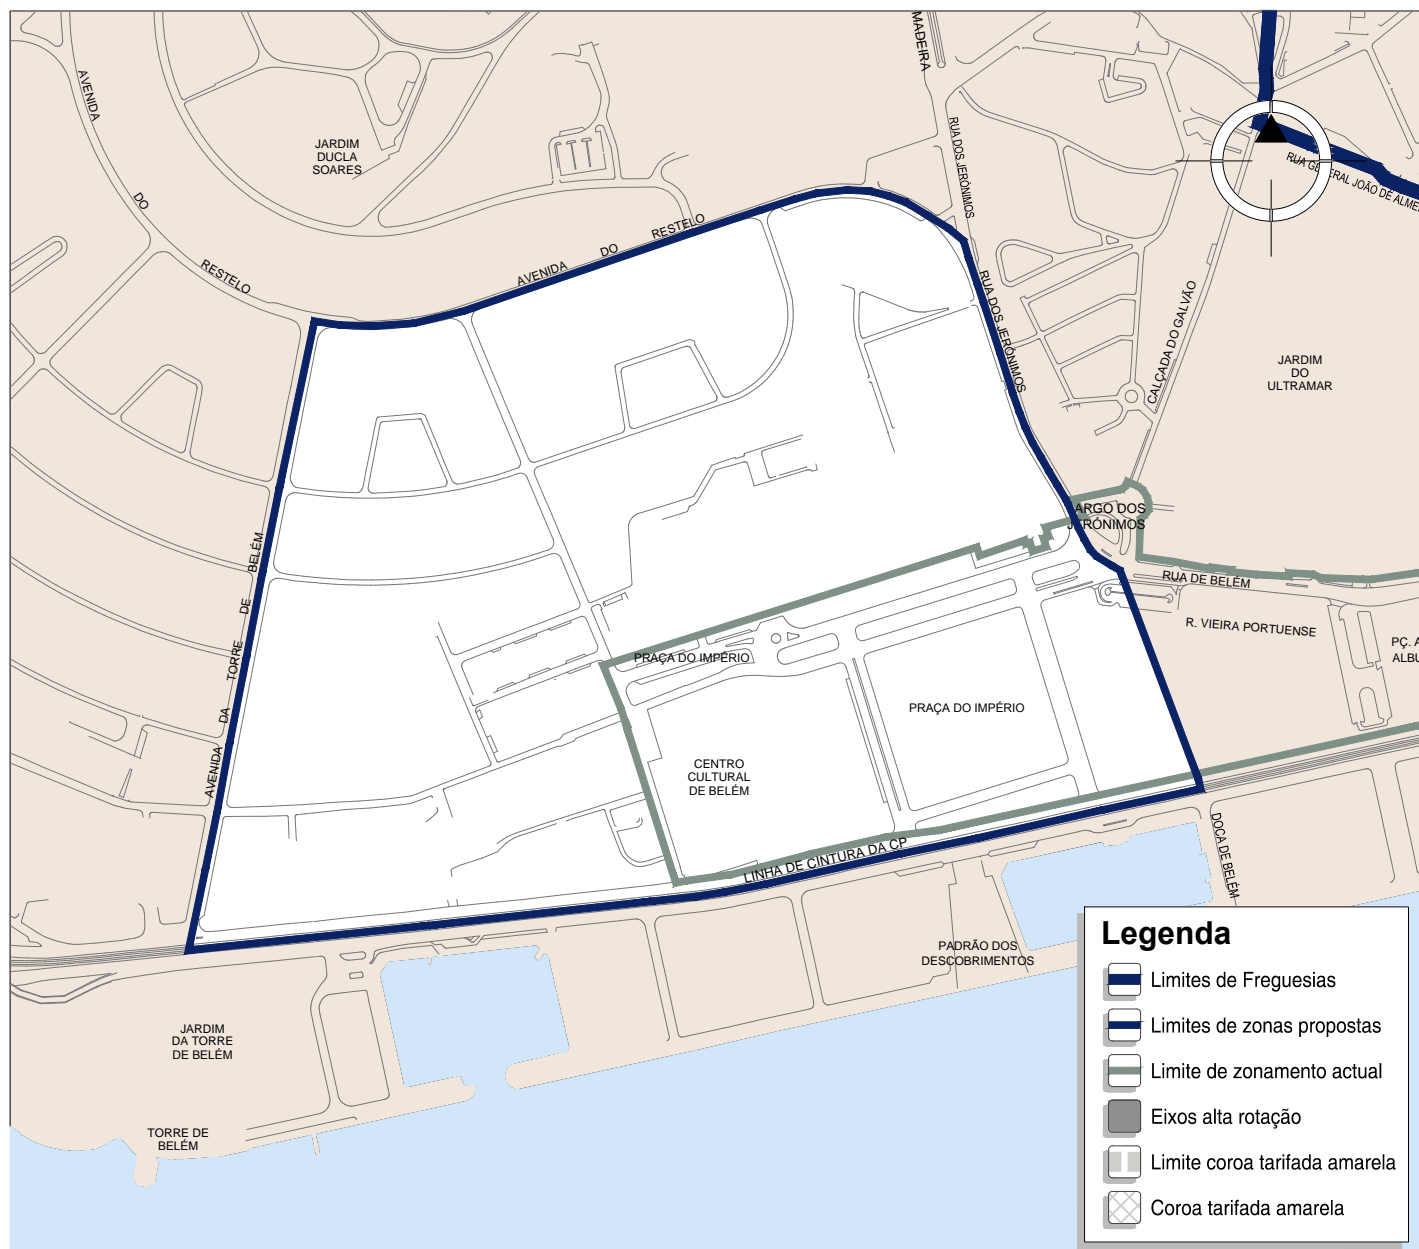 MADEIRA
AVENIDA
DO
RESTELO
JARDIM
DUCLA
SOARES
RUA DOS JERÓNIMOS
AVENIDA DO RESTELO
RUA DOS JERÓNIMOS
CALÇADA DO GALVÃO
JARDIM
DO
ULTRAMAR
ARGO DOS
JERÓNIMOS
RUA DE BELÉM
R. VIEIRA PORTUENSE
AVENIDA DA TORRE DE BELÉM
PRAÇA DO IMPÉRIO
PRAÇA DO IMPÉRIO
CENTRO
CULTURAL
DE BELÉM
LINHA DE CINTURA DA CP
DOCA DE BELÉM
PADRÃO DOS
DESCOBRIMENTOS
JARDIM
DA TORRE
DE BELÉM
TORRE DE
BELÉM
Legenda
Limites de Freguesias
Limites de zonas propostas
Limite de zonamento actual
Eixos alta rotação
Limite coroa tarifada amarela
Coroa tarifada amarela